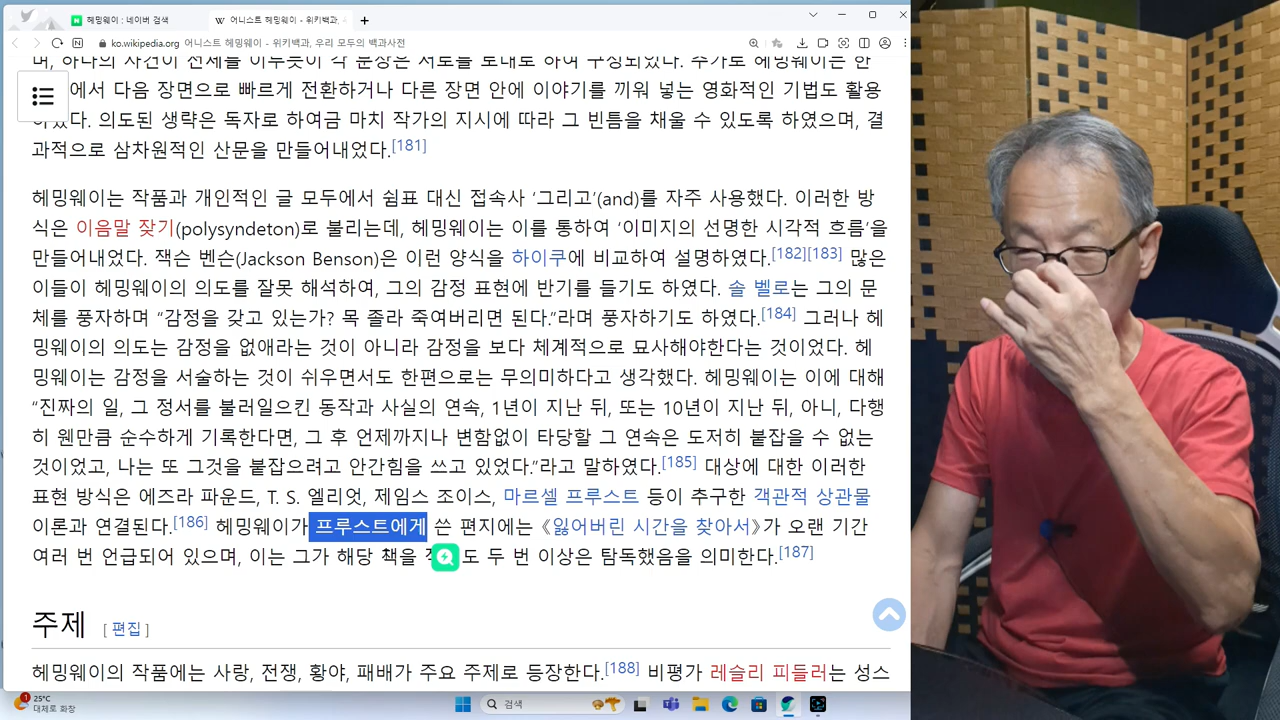 헤밍웨이 : 네이버 검색
어니스트 헤밍웨이 - 위키백과,
ko.wikipedia.org 어니스트 헤밍웨이 - 위키백과, 우리 모두의 백과사전
며, 하나의 사건이 전체를 이루듯이 각 문장은 서로를 토대로 하여 구성되었다. 추가로 헤밍웨이는 한
에서 다음 장면으로 빠르게 전환하거나 다른 장면 안에 이야기를 끼워 넣는 영화적인 기법도 활용
하였다. 의도된 생략은 독자로 하여금 마치 작가의 지시에 따라 그 빈틈을 채울 수 있도록 하였으며, 결
과적으로 삼차원적인 산문을 만들어내었다.[181]
헤밍웨이는 작품과 개인적인 글 모두에서 쉼표 대신 접속사 ‘그리고’(and)를 자주 사용했다. 이러한 방
식은 이음말 잦기(polysyndeton)로 불리는데, 헤밍웨이는 이를 통하여 ‘이미지의 선명한 시각적 흐름’을
만들어내었다. 잭슨 벤슨(Jackson Benson)은 이런 양식을 하이쿠에 비교하여 설명하였다.[182][183] 많은
이들이 헤밍웨이의 의도를 잘못 해석하여, 그의 감정 표현에 반기를 들기도 하였다. 솔 벨로는 그의 문
체를 풍자하며 “감정을 갖고 있는가? 목 졸라 죽여버리면 된다.”라며 풍자하기도 하였다.[184] 그러나 헤
밍웨이의 의도는 감정을 없애라는 것이 아니라 감정을 보다 체계적으로 묘사해야한다는 것이었다. 헤
밍웨이는 감정을 서술하는 것이 쉬우면서도 한편으로는 무의미하다고 생각했다. 헤밍웨이는 이에 대해
“진짜의 일, 그 정서를 불러일으킨 동작과 사실의 연속, 1년이 지난 뒤, 또는 10년이 지난 뒤, 아니, 다행
히 원만큼 순수하게 기록한다면, 그 후 언제까지나 변함없이 타당할 그 연속은 도저히 붙잡을 수 없는
것이었고, 나는 또 그것을 붙잡으려고 안간힘을 쓰고 있었다.”라고 말하였다.[185] 대상에 대한 이러한
표현 방식은 에즈라 파운드, T. S. 엘리엇, 제임스 조이스, 마르셀 프루스트 등이 추구한 객관적 상관물
이론과 연결된다.[186] 헤밍웨이가 프루스트에게 쓴 편지에는 《잃어버린 시간을 찾아서》가 오랜 기간
여러 번 언급되어 있으며, 이는 그가 해당 책을 도 두 번 이상은 탐독했음을 의미한다.[187]
주제 [ 편집 ]
헤밍웨이의 작품에는 사랑, 전쟁, 황야, 패배가 주요 주제로 등장한다.[188] 비평가 레슬리 피들러는 성스
1
25°C
대체로 화창
검색